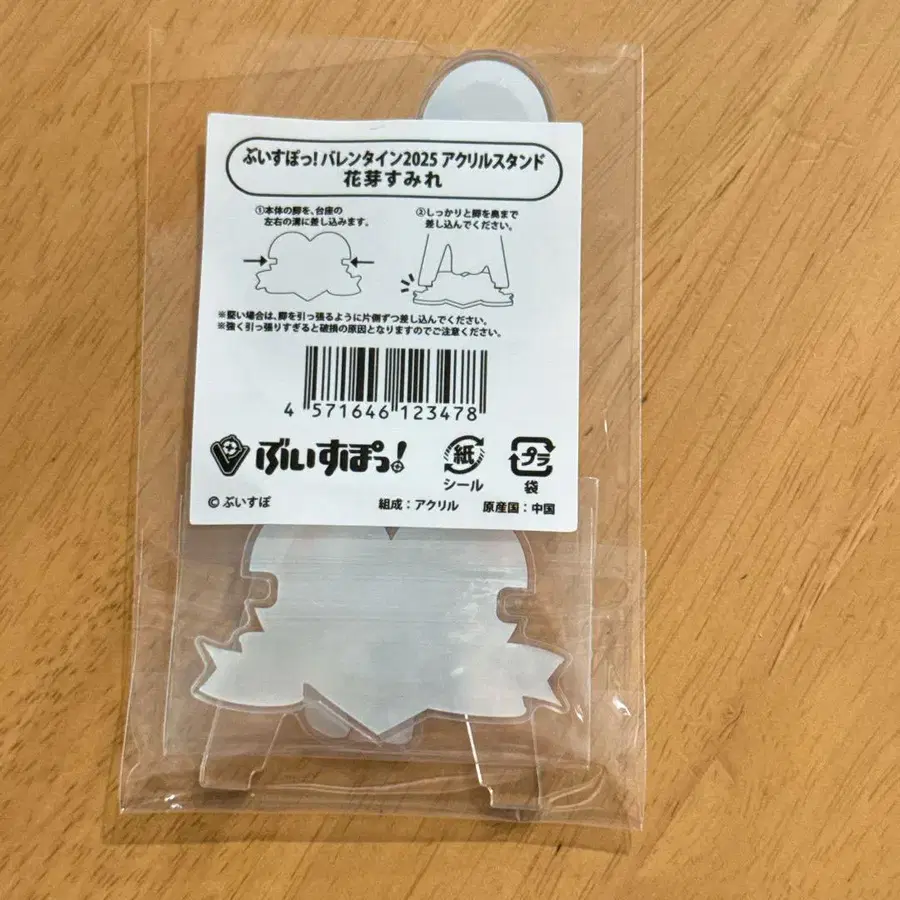 ぶいすぽっ! バレンタイン2025 アクリルスタンド
花芽すみれ
①本体の脚を、台座の
左右の溝に差し込みます。
②しっかりと脚を奥まで
差し込んでください。
※堅い場合は、脚を引っ張るように片側ずつ差し込んでください。
※強く引っ張りすぎると破損の原因となりますのでご注意ください。
4 571646 123478
ぶいすぽっ!
紙
シール
プラ
袋
© ぶいすぽ
組成:アクリル
原産国:中国